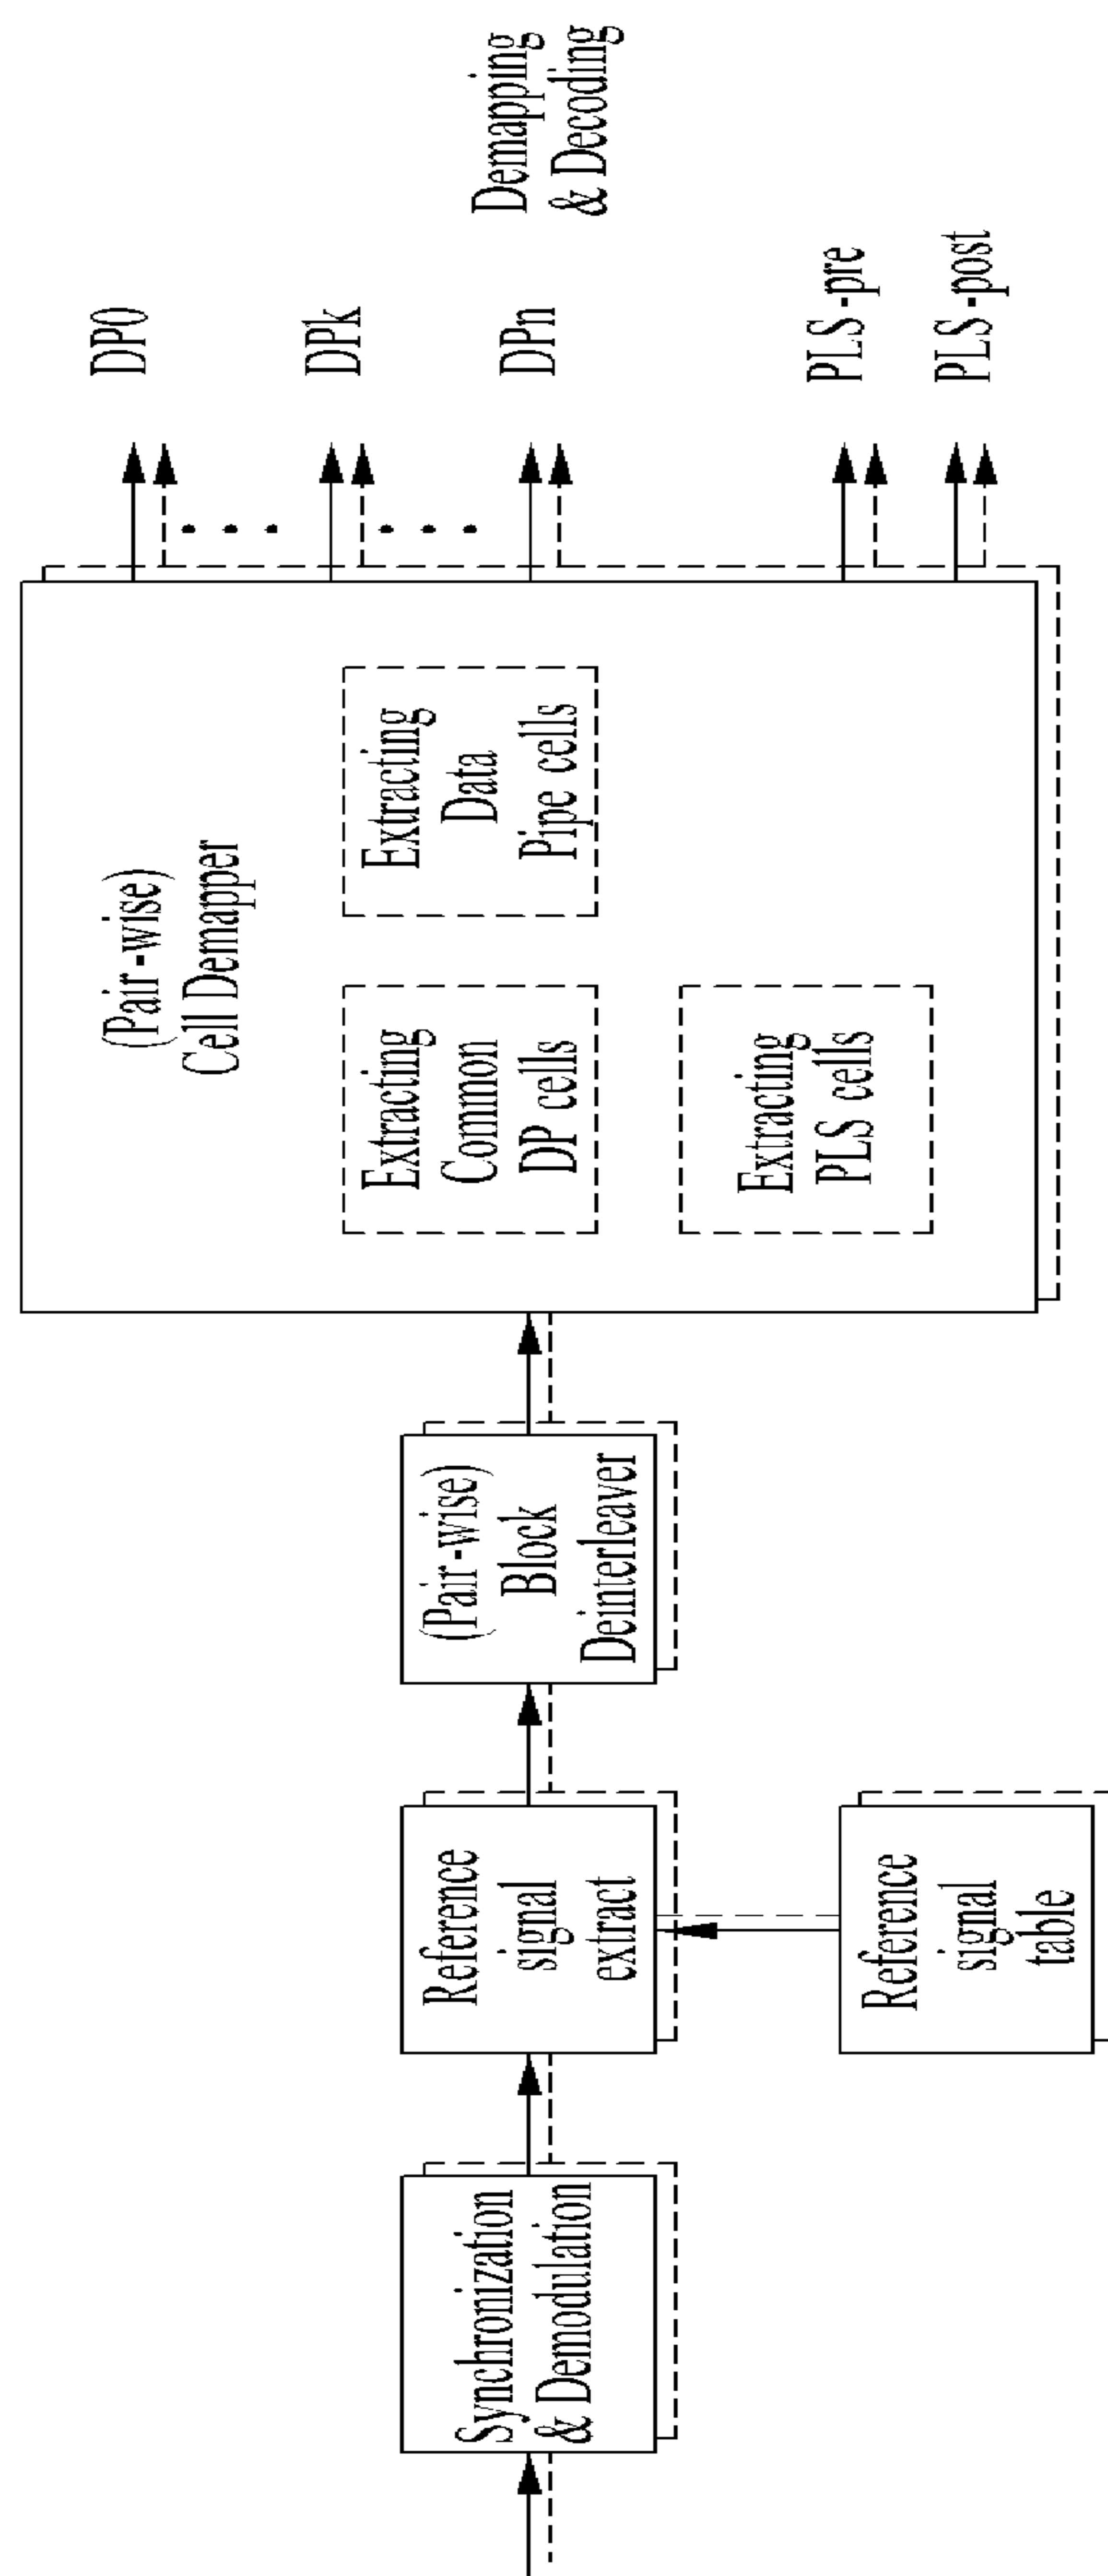 Synchronization
& Demodulation
Reference
signal
extract
Reference
signal
table
(Pair-wise)
Block
Deinterleaver
(Pair-wise)
Cell Demapper
Extracting
Common
DP cells
Extracting
Data
Pipe cells
Extracting
PLS cells
DP0
DPk
DPn
PLS-pre
PLS-post
Demapping
& Decoding